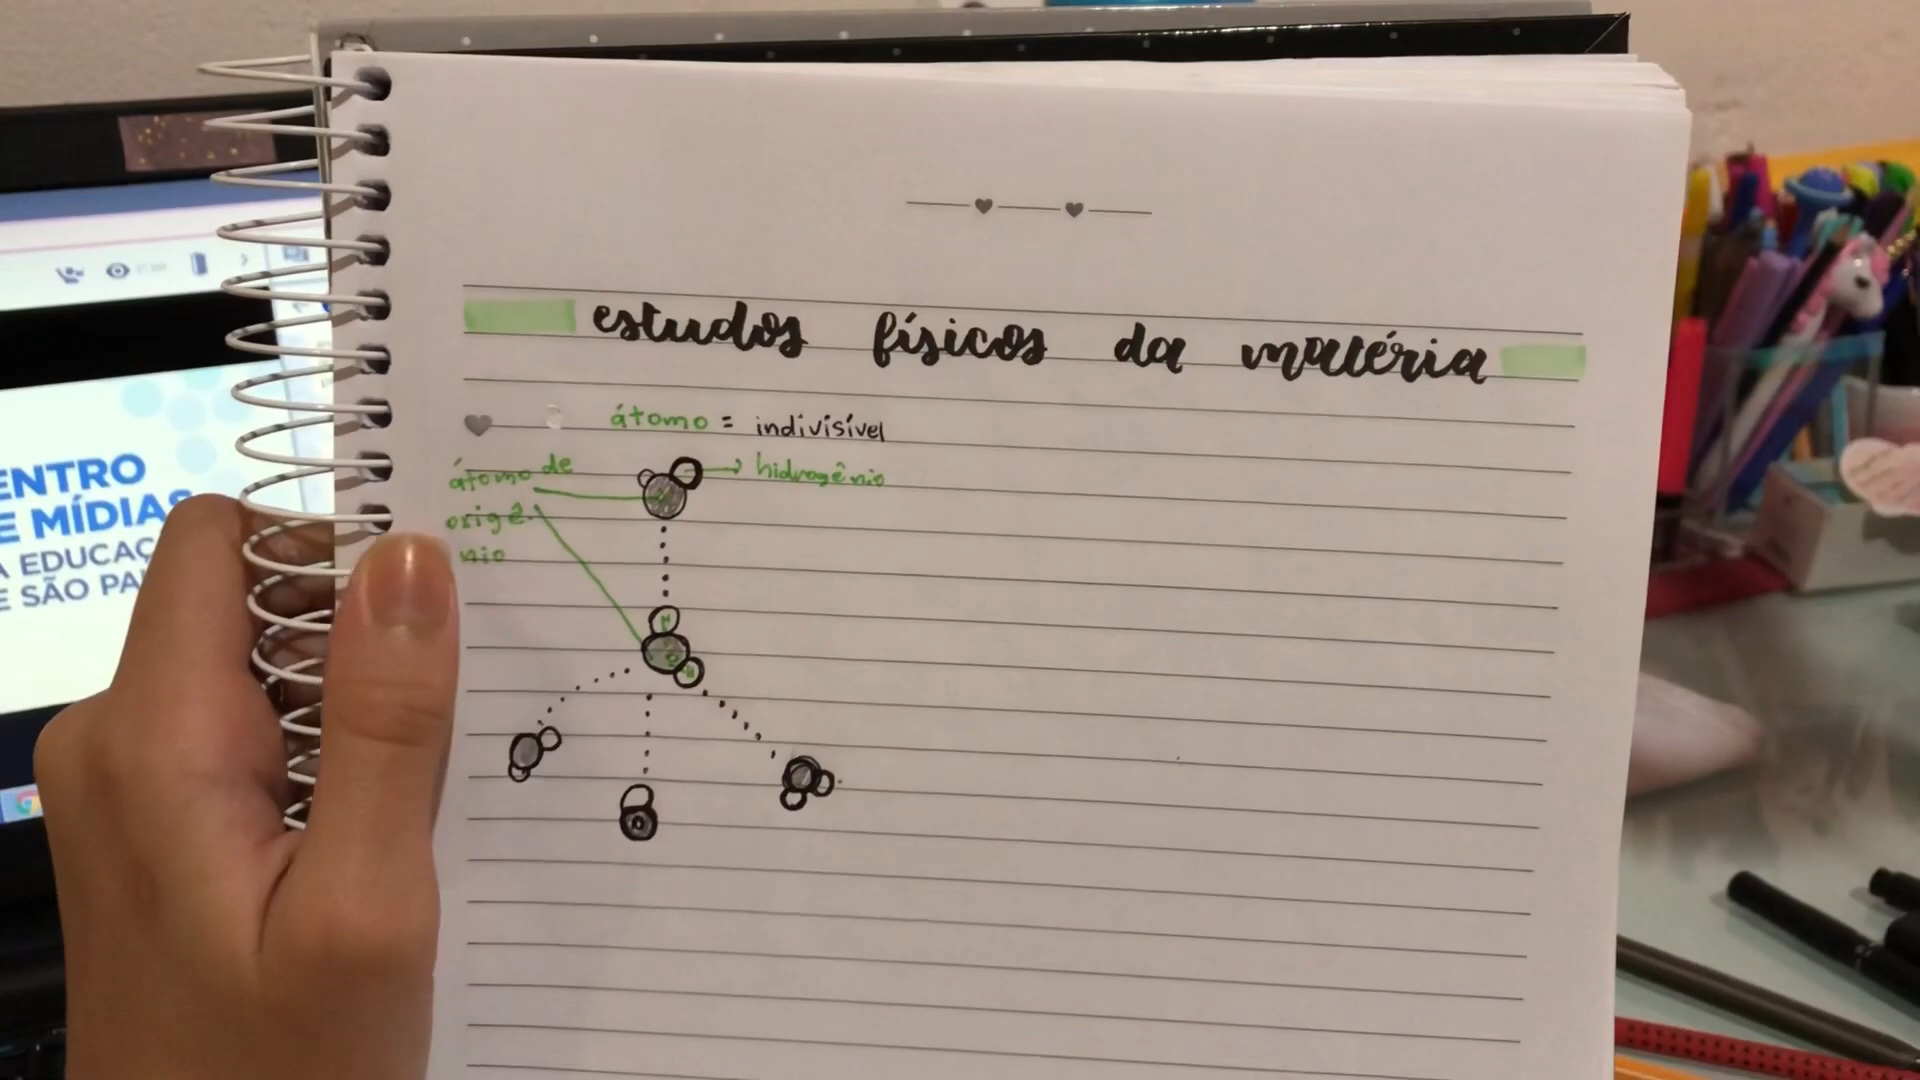 estudos físicos da matéria
átomo = indivisível
átomo de
oxigê-
nio
hidrogênio
H
O
H
ENTRO
E MÍDIAS
A EDUCAÇ
E SÃO PA